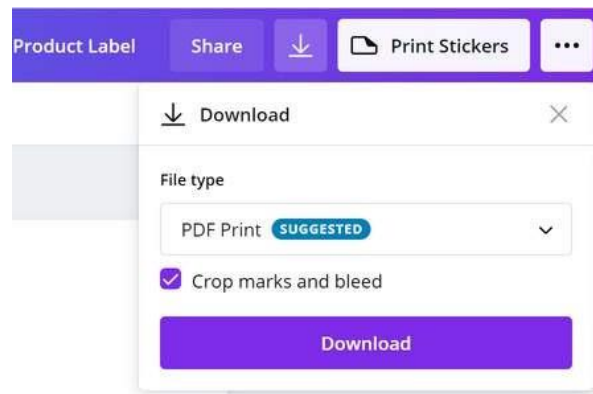 Product Label Share Print Stickers •••
Download
File type
PDF Print SUGGESTED
Crop marks and bleed
Download